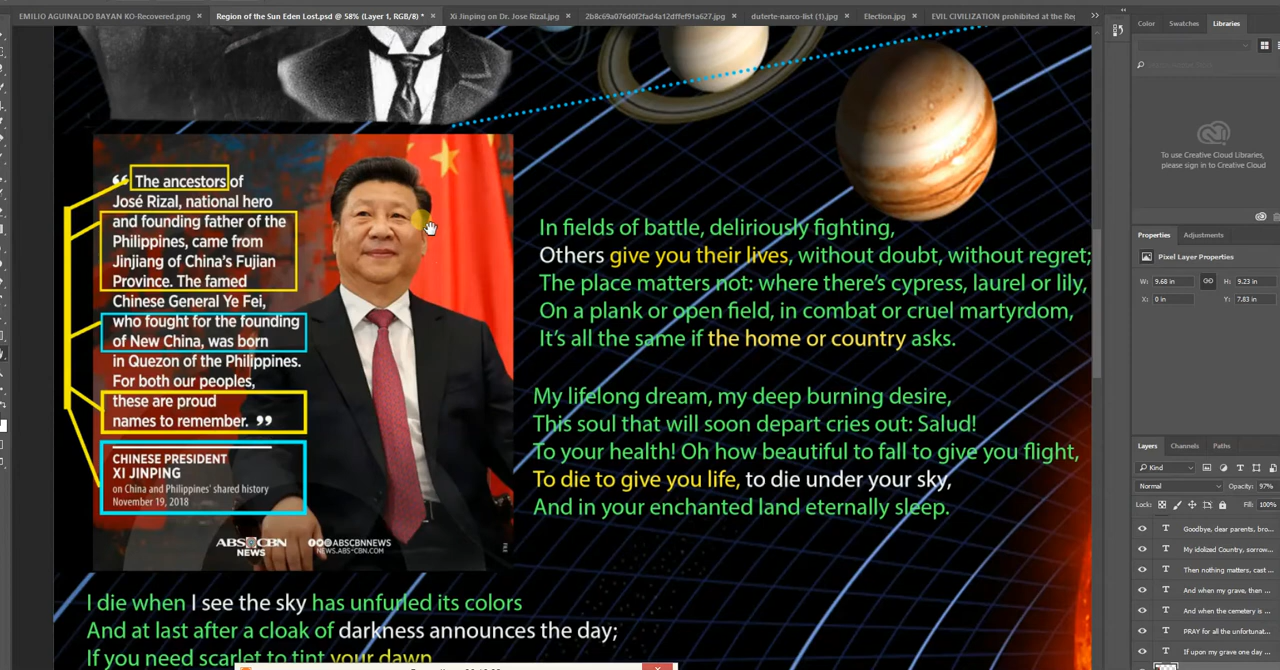 EMILIO AGUINALDO BAYAN KO-Recovered.png ×
Region of the Sun Eden Lost.psd @ 58% (Layer 1, RGB/8) * ×
Xi Jinping on Dr. Jose Rizal.jpg ×
2b8c69a076d0f2fad4a12dffef91a627.jpg ×
duterte-narco-list (1).jpg ×
Election.jpg ×
EVIL CIVILIZATION prohibited at the Re
“ The ancestors of
José Rizal, national hero
and founding father of the
Philippines, came from
Jinjiang of China's Fujian
Province. The famed
Chinese General Ye Fei,
who fought for the founding
of New China, was born
in Quezon of the Philippines.
For both our peoples,
these are proud
names to remember. ”
CHINESE PRESIDENT
XI JINPING
on China and Philippines' shared history
November 19, 2018
ABS CBN
NEWS
ABSCBNNEWS
NEWS.ABS-CBN.COM
FILE
In fields of battle, deliriously fighting,
Others give you their lives, without doubt, without regret;
The place matters not: where there's cypress, laurel or lily,
On a plank or open field, in combat or cruel martyrdom,
It's all the same if the home or country asks.
My lifelong dream, my deep burning desire,
This soul that will soon depart cries out: Salud!
To your health! Oh how beautiful to fall to give you flight,
To die to give you life, to die under your sky,
And in your enchanted land eternally sleep.
I die when I see the sky has unfurled its colors
And at last after a cloak of darkness announces the day;
If you need scarlet to tint your dawn
Color
Swatches
Libraries
To use Creative Cloud Libraries,
please sign in to Creative Cloud
Properties
Adjustments
Pixel Layer Properties
W: 9.68 in
H: 9.23 in
X: 0 in
Y: 7.83 in
Layers
Channels
Paths
Kind
Normal
Opacity: 97%
Lock:
Fill: 100%
T Goodbye, dear parents, bro...
T My idolized Country, sorrow...
T Then nothing matters, cast ...
T And when my grave, then ...
T And when the cemetery is ...
T PRAY for all the unfortunat...
T If upon my grave one day ...